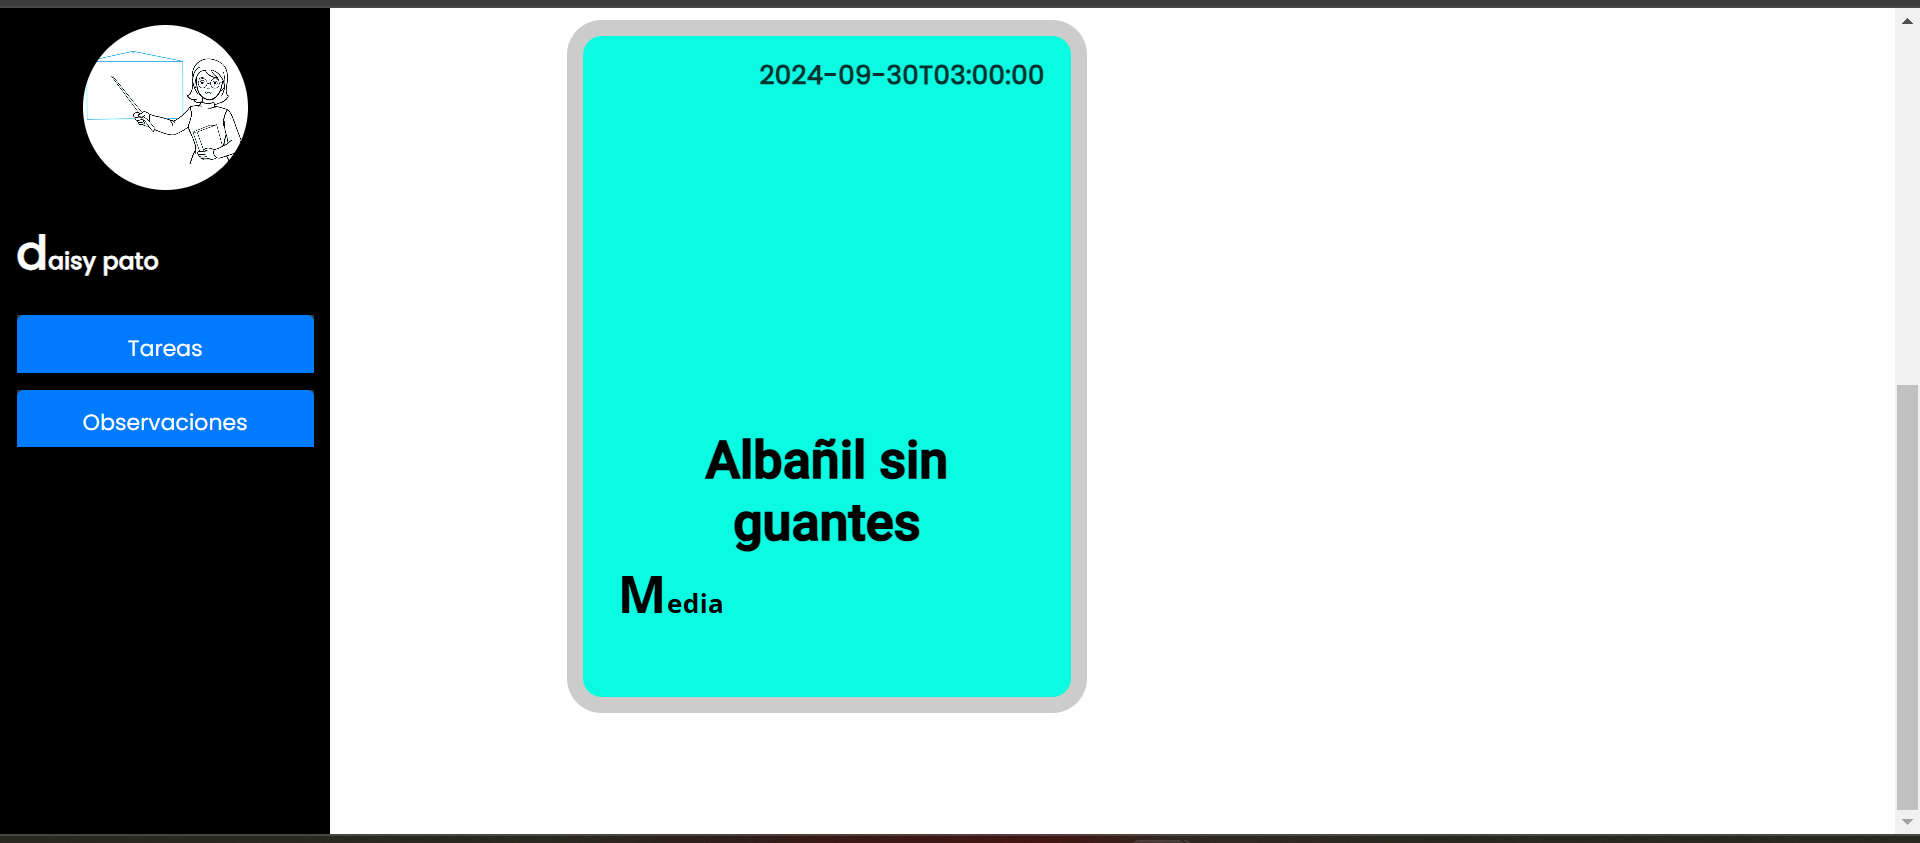 daisy pato
Tareas
Observaciones
2024-09-30T03:00:00
Albañil sin
guantes
Media